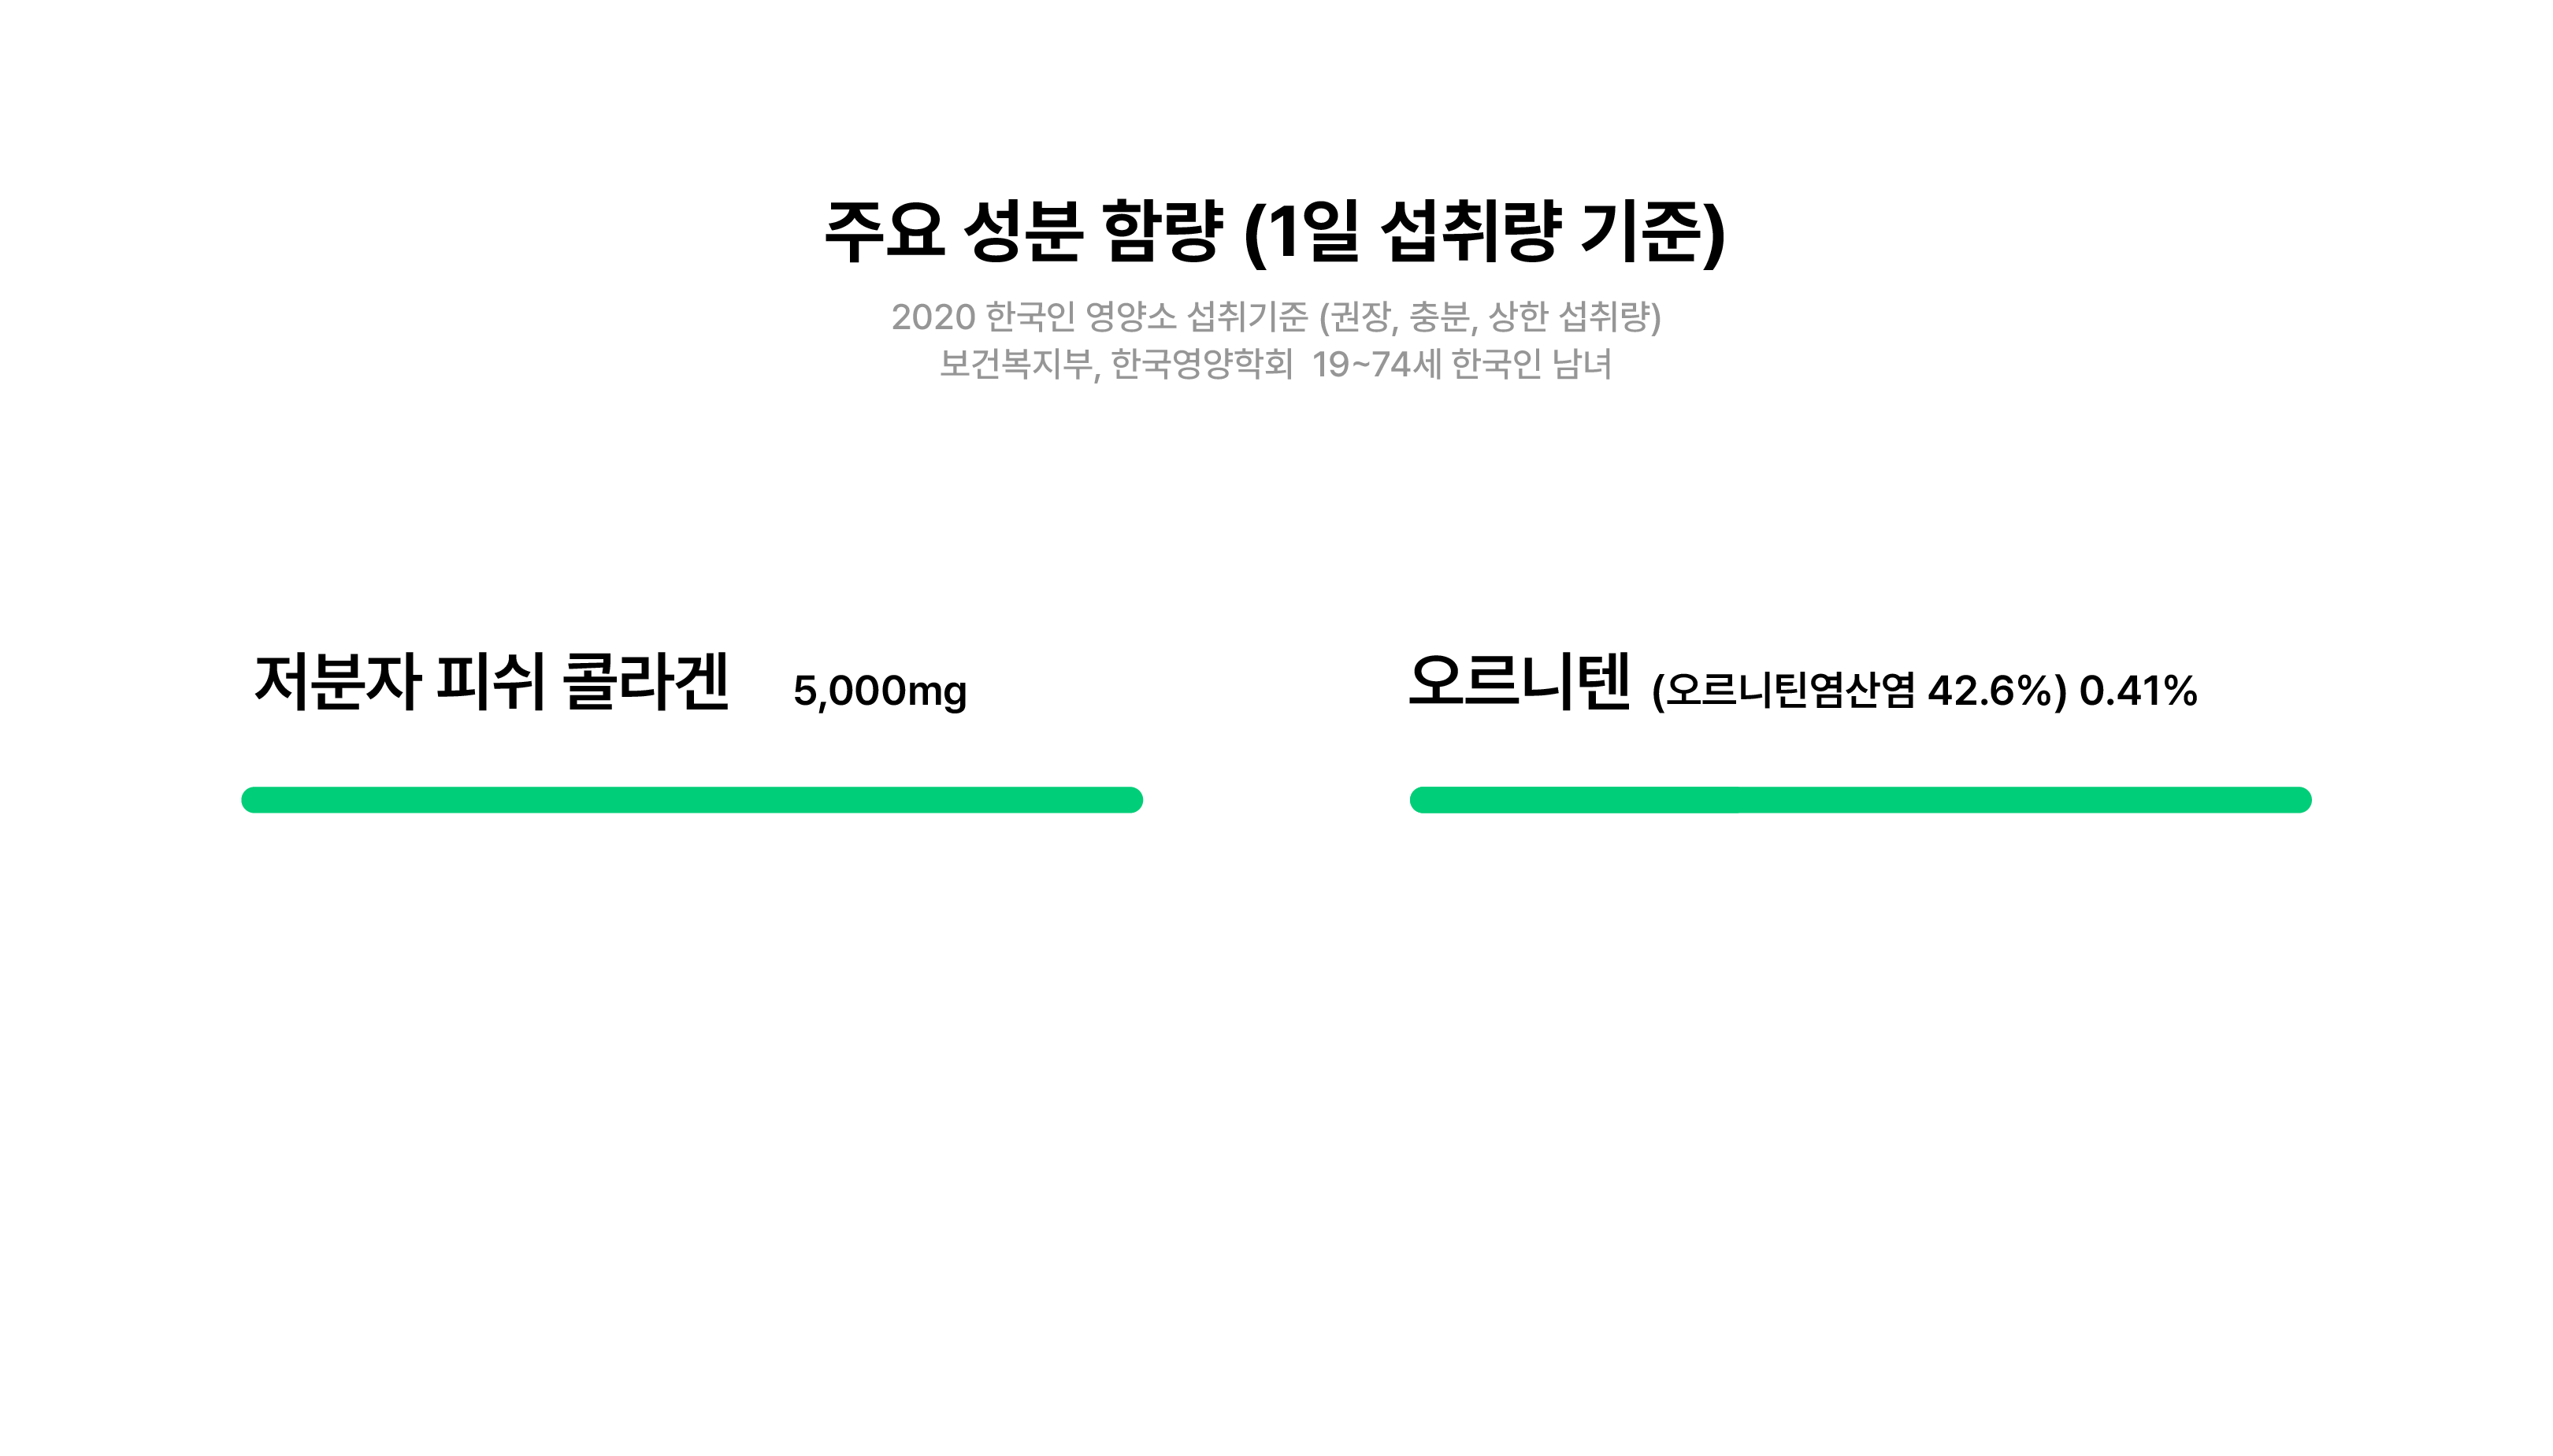 주요 성분 함량 (1일 섭취량 기준)
2020 한국인 영양소 섭취기준 (권장, 충분, 상한 섭취량)
보건복지부, 한국영양학회 19~74세 한국인 남녀
저분자 피쉬 콜라겐 5,000mg
오르니텐 (오르니틴염산염 42.6%) 0.41%